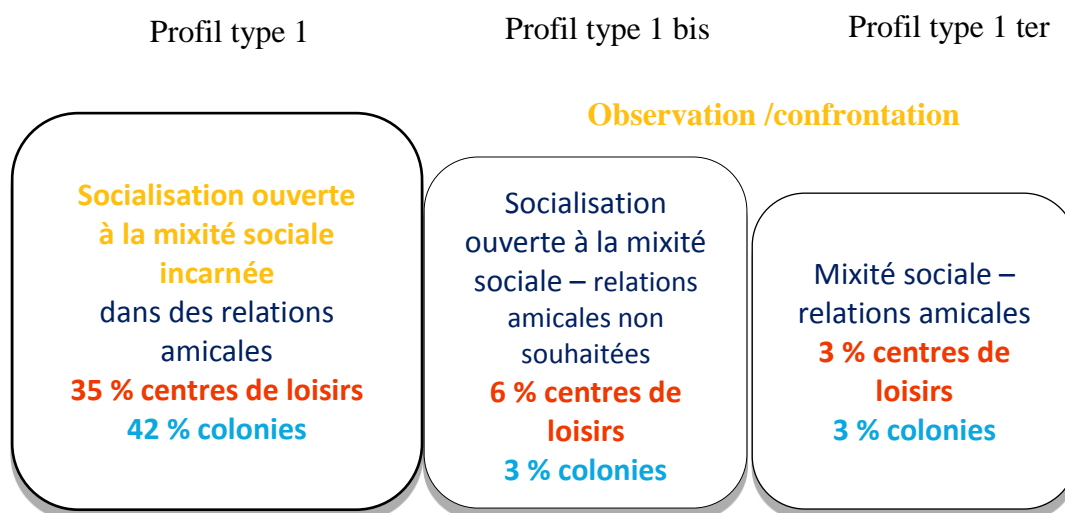 Profil type 1
Profil type 1 bis
Profil type 1 ter
Observation /confrontation
Socialisation ouverte
à la mixité sociale
incarnée
dans des relations
amicales
35 % centres de loisirs
42 % colonies
Socialisation
ouverte à la mixité
sociale – relations
amicales non
souhaitées
6 % centres de
loisirs
3 % colonies
Mixité sociale –
relations amicales
3 % centres de
loisirs
3 % colonies